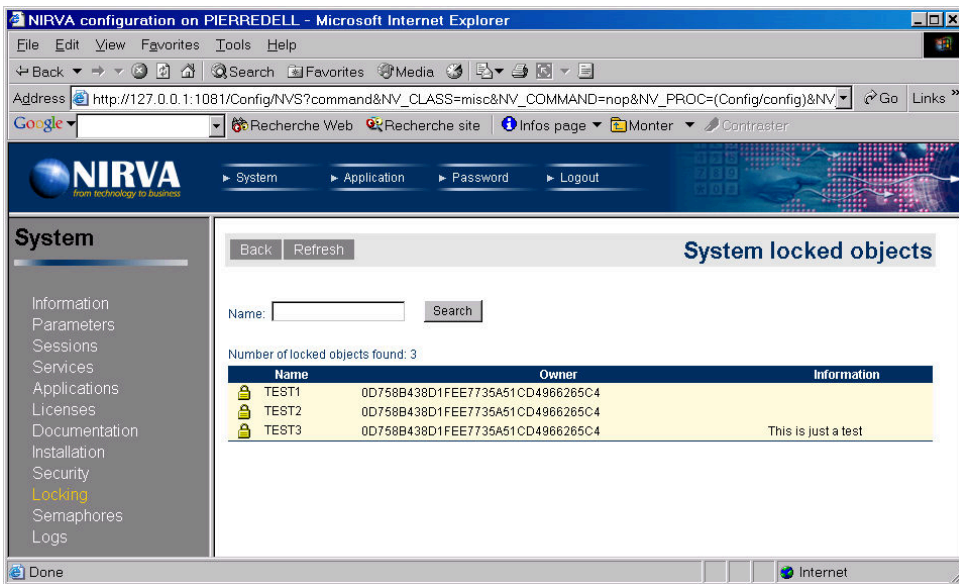 NIRVA configuration on PIERREDELL - Microsoft Internet Explorer
File Edit View Favorites Tools Help
Back Search Favorites Media
Address http://127.0.0.1:1081/Config/NVS?command&NV_CLASS=misc&NV_COMMAND=nop&NV_PROC=(Config/config)&NV Go Links »
Google Recherche Web Recherche site Infos page Monter Contraster
NIRVA
from technology to business
System Application Password Logout
System
Information
Parameters
Sessions
Services
Applications
Licenses
Documentation
Installation
Security
Locking
Semaphores
Logs
Back Refresh System locked objects
Name: Search
Number of locked objects found: 3
Name Owner Information
TEST1 0D758B438D1FEE7735A51CD4966265C4
TEST2 0D758B438D1FEE7735A51CD4966265C4
TEST3 0D758B438D1FEE7735A51CD4966265C4 This is just a test
Done Internet